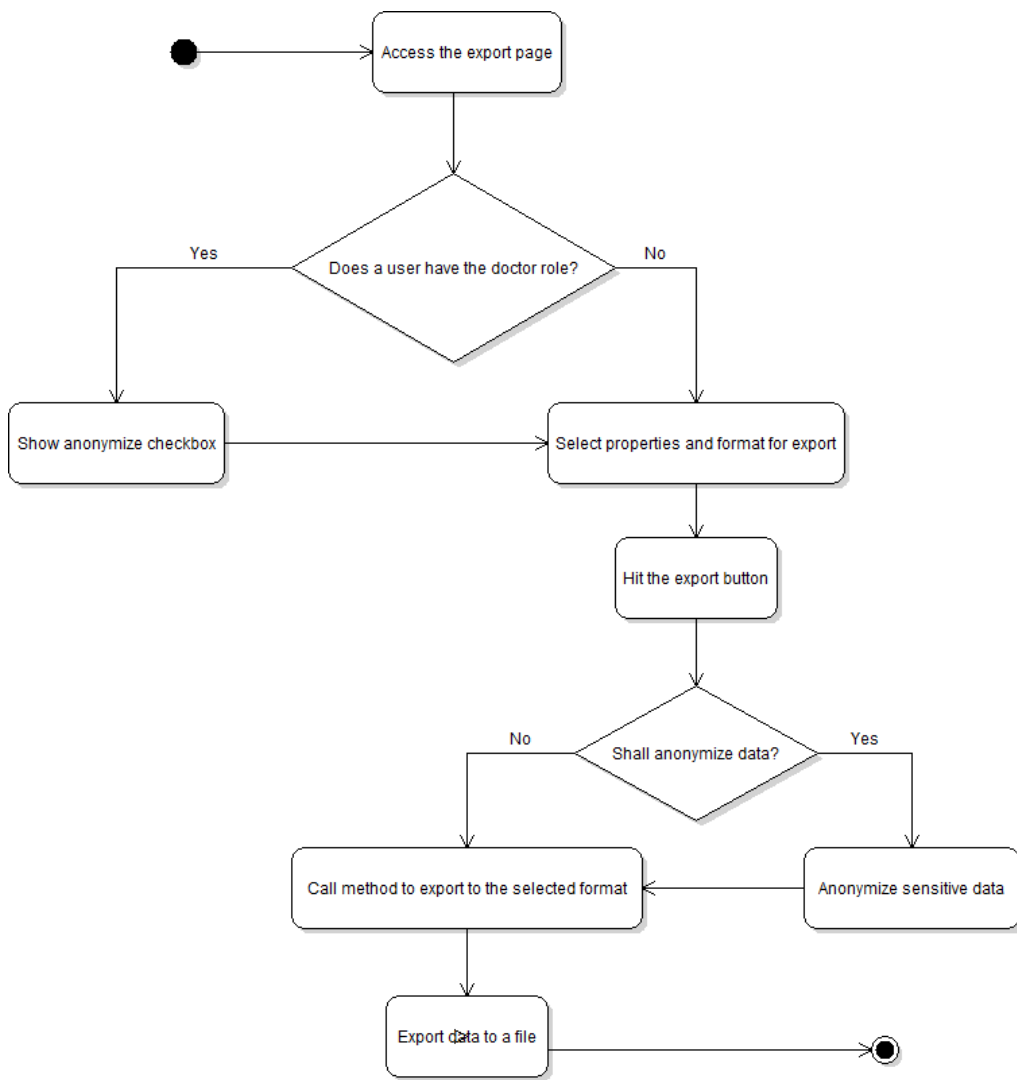 Access the export page
Yes
Does a user have the doctor role?
No
Show anonymize checkbox
Select properties and format for export
Hit the export button
No
Shall anonymize data?
Yes
Call method to export to the selected format
Anonymize sensitive data
Export data to a file